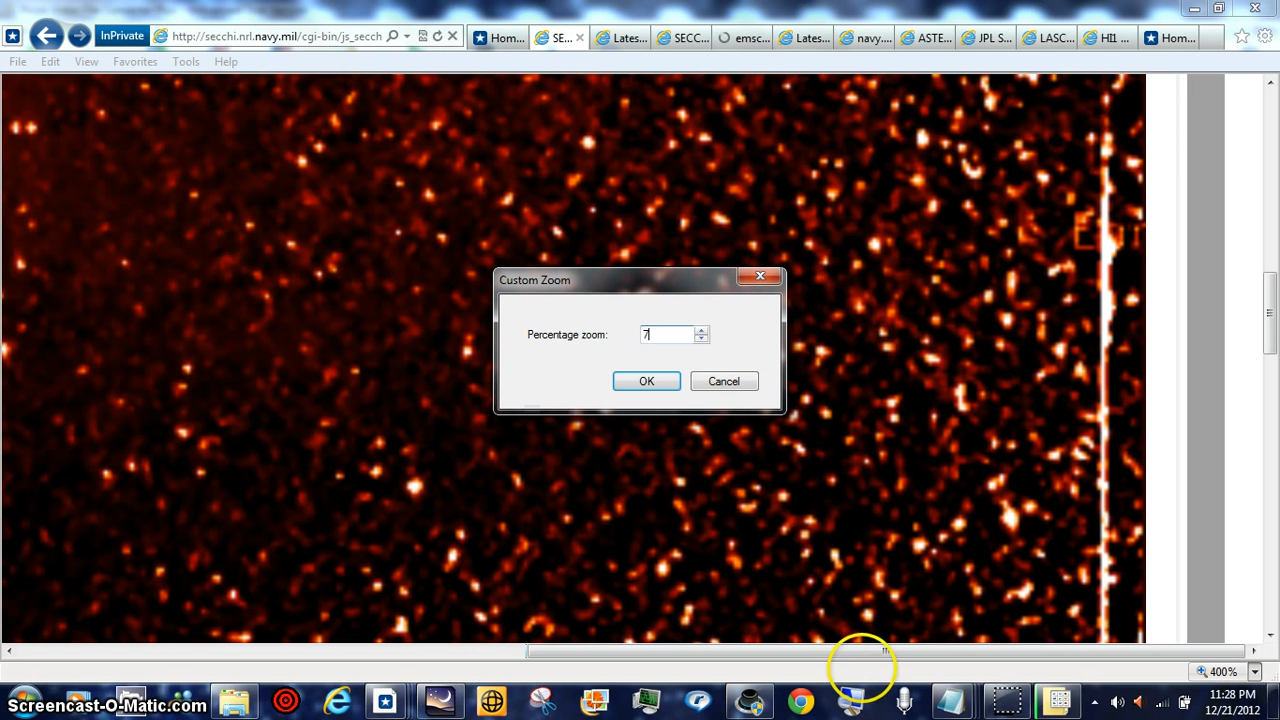 InPrivate
http://secchi.nrl.navy.mil/cgi-bin/js_secch
Hom...
SE...
Lates...
SECC...
emsc...
Lates...
navy....
ASTE...
JPL S...
LASC...
HI1 ...
Hom...
File Edit View Favorites Tools Help
Custom Zoom
Percentage zoom: 7
OK Cancel
400%
Screencast-O-Matic.com
11:28 PM
12/21/2012